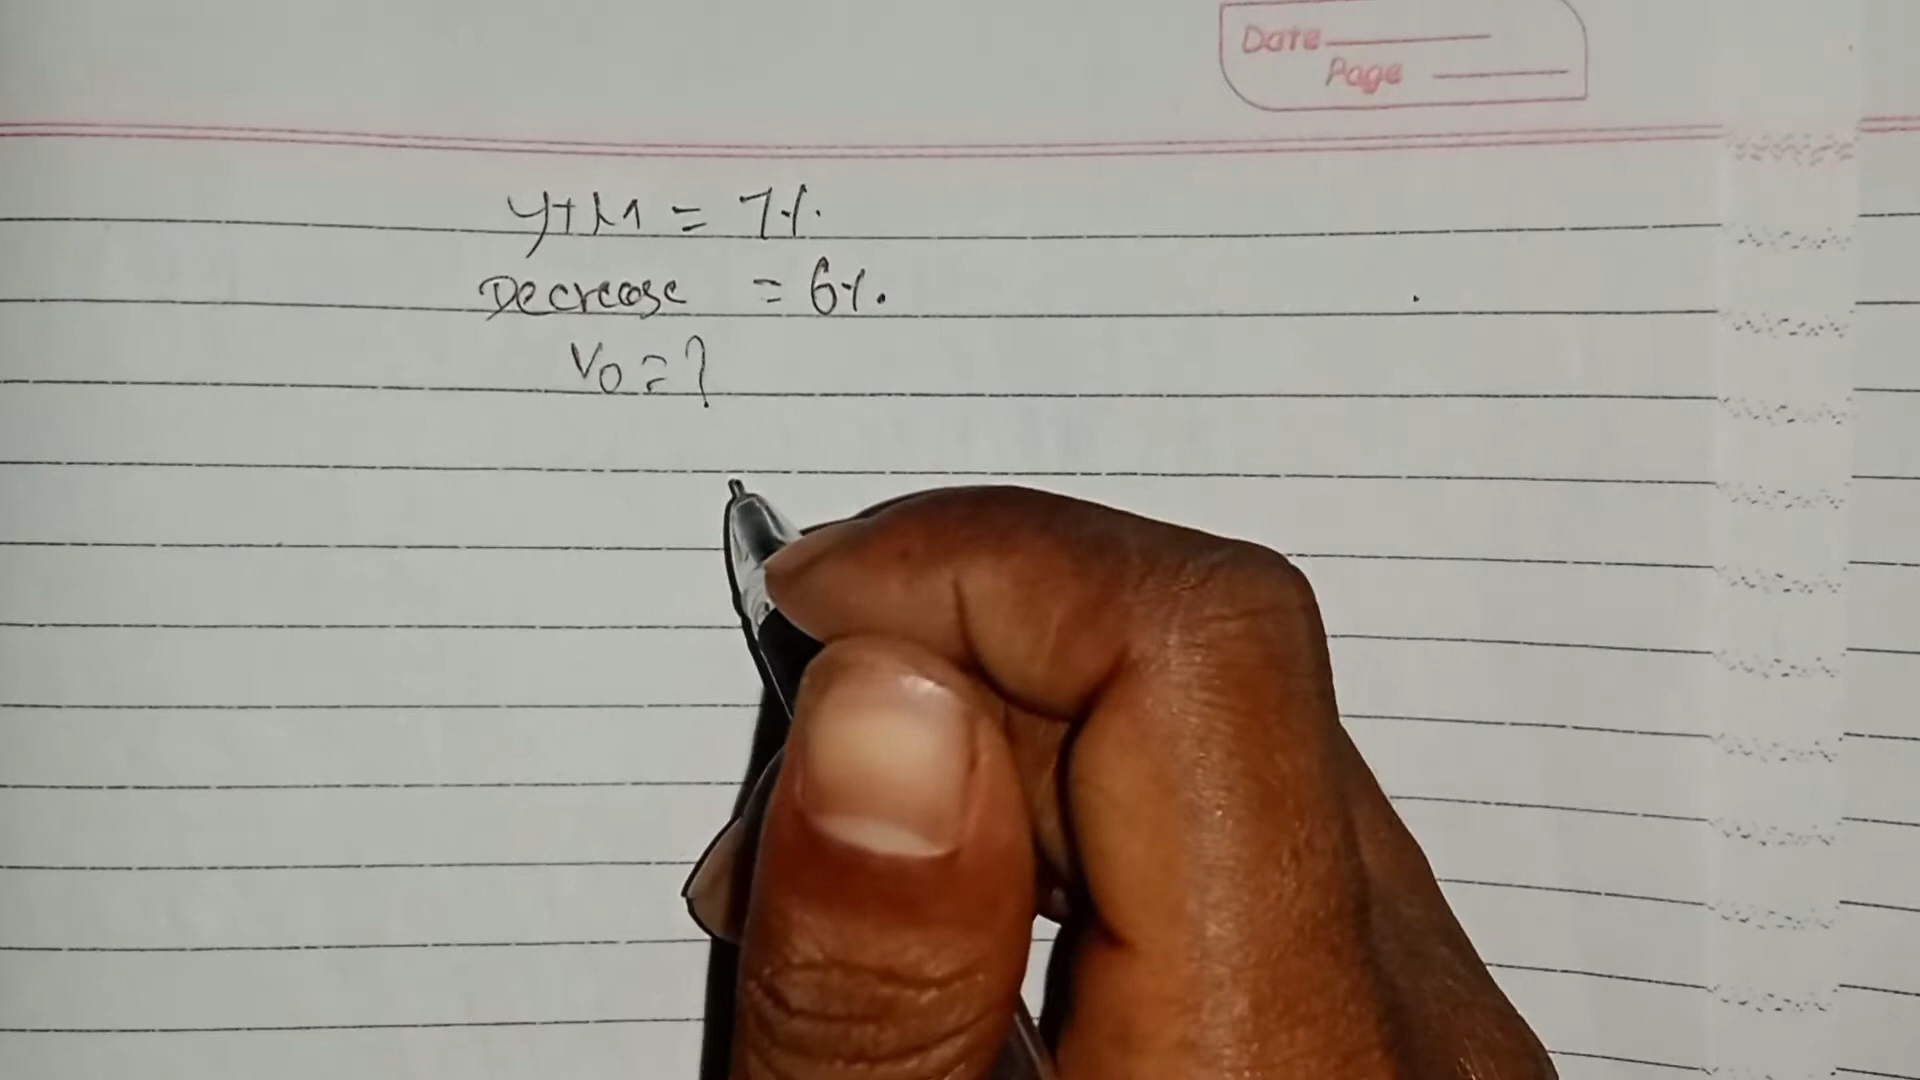 Date
Page
YTM = 7%.
Decrease = 6%.
V0 = ?